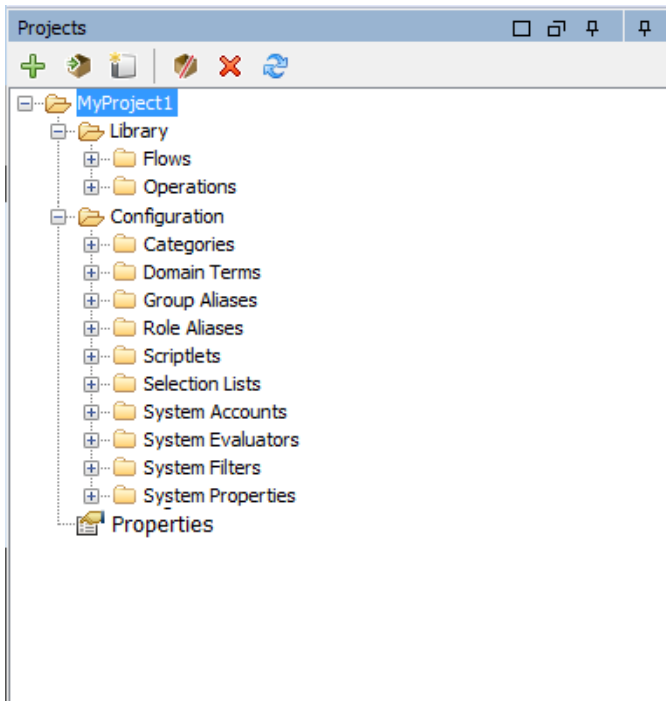 Projects
MyProject1
Library
Flows
Operations
Configuration
Categories
Domain Terms
Group Aliases
Role Aliases
Scriptlets
Selection Lists
System Accounts
System Evaluators
System Filters
System Properties
Properties